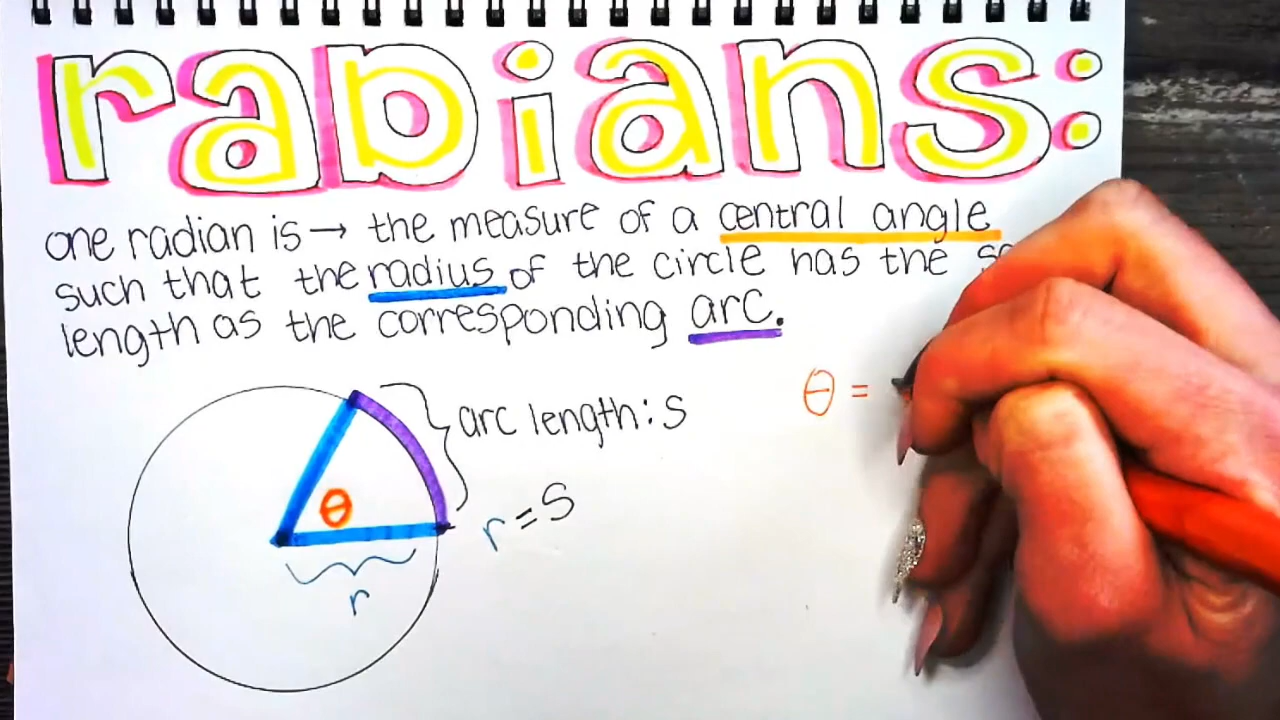 radians:
one radian is → the measure of a central angle
such that the radius of the circle has the
length as the corresponding arc.
arc length: s
θ =
θ
r = s
r